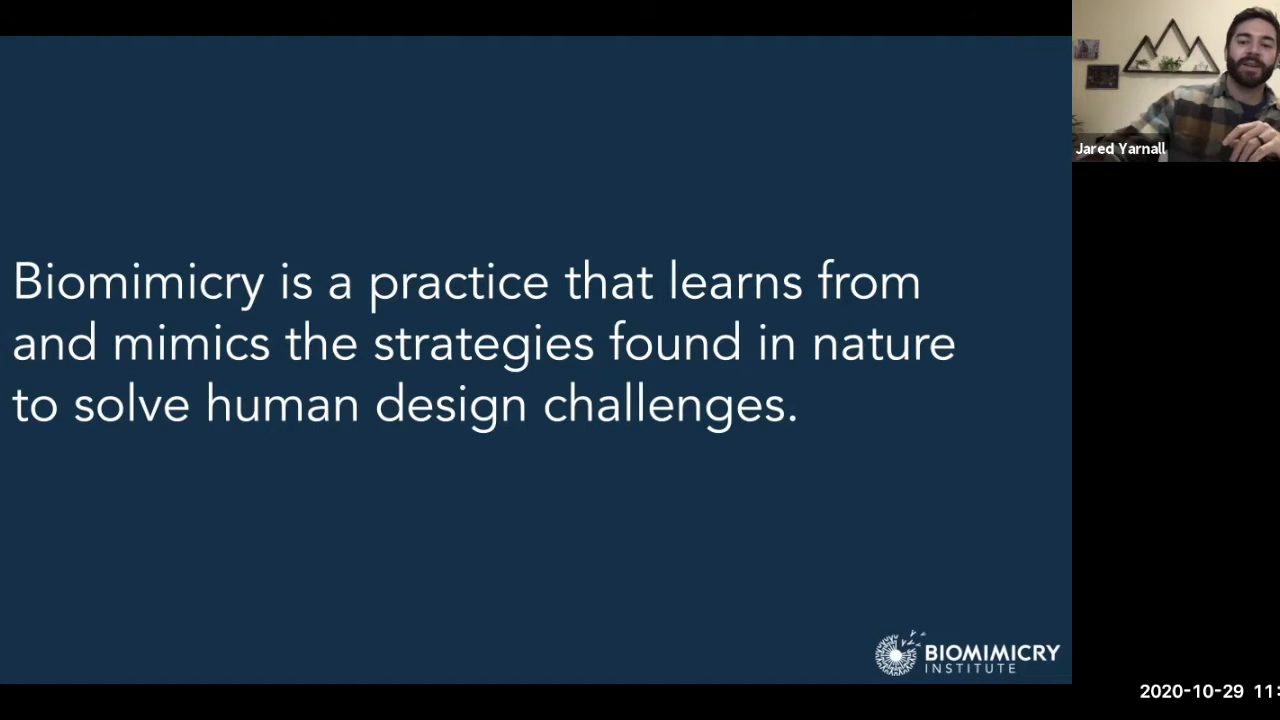 Jared Yarnall
Biomimicry is a practice that learns from
and mimics the strategies found in nature
to solve human design challenges.
BIOMIMICRY
INSTITUTE
2020-10-29 11: